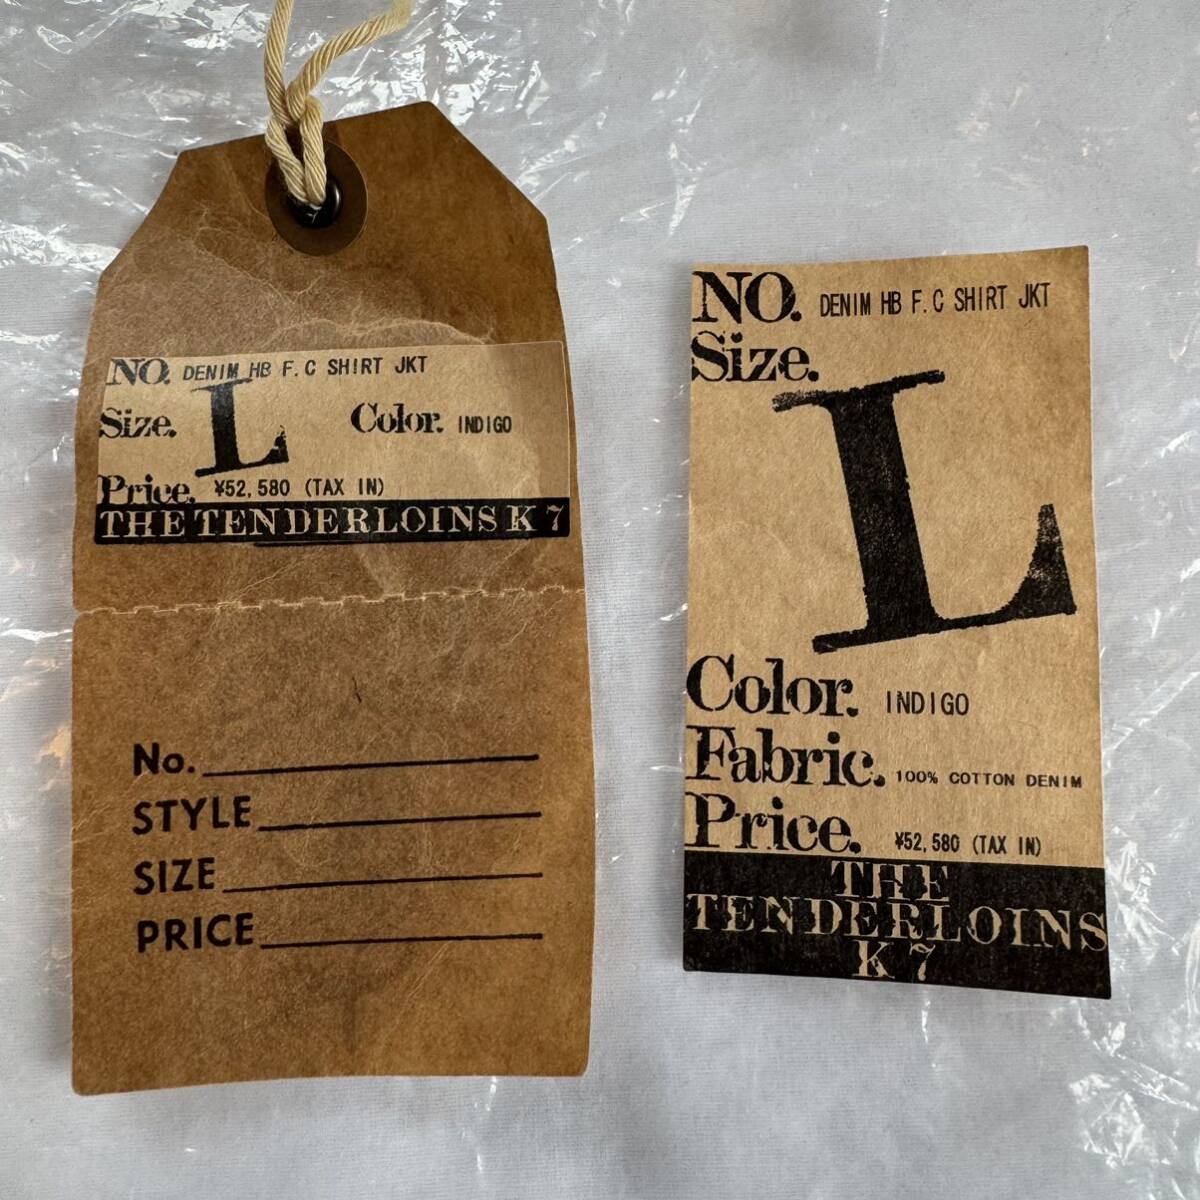 NO. DENIM HB F.C SHIRT JKT
Size. L Color. INDIGO
Price. ¥52,580 (TAX IN)
THE TENDERLOINS K 7
No.
STYLE
SIZE
PRICE
NO. DENIM HB F.C SHIRT JKT
Size.
L
Color. INDIGO
Fabric. 100% COTTON DENIM
Price. ¥52,580 (TAX IN)
THE
TENDERLOINS
K 7